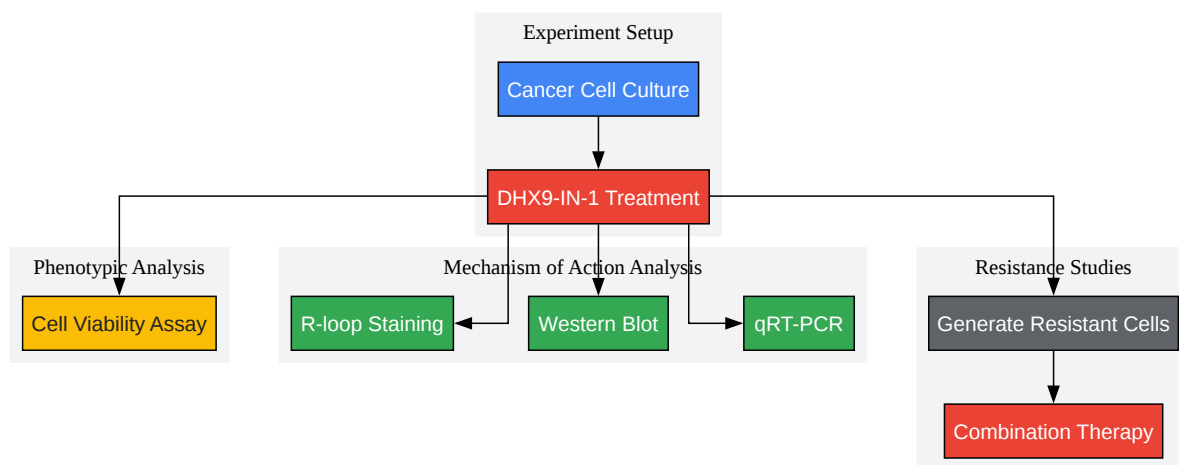 Experiment Setup
Cancer Cell Culture
DHX9-IN-1 Treatment
Phenotypic Analysis
Cell Viability Assay
Mechanism of Action Analysis
R-loop Staining
Western Blot
qRT-PCR
Resistance Studies
Generate Resistant Cells
Combination Therapy